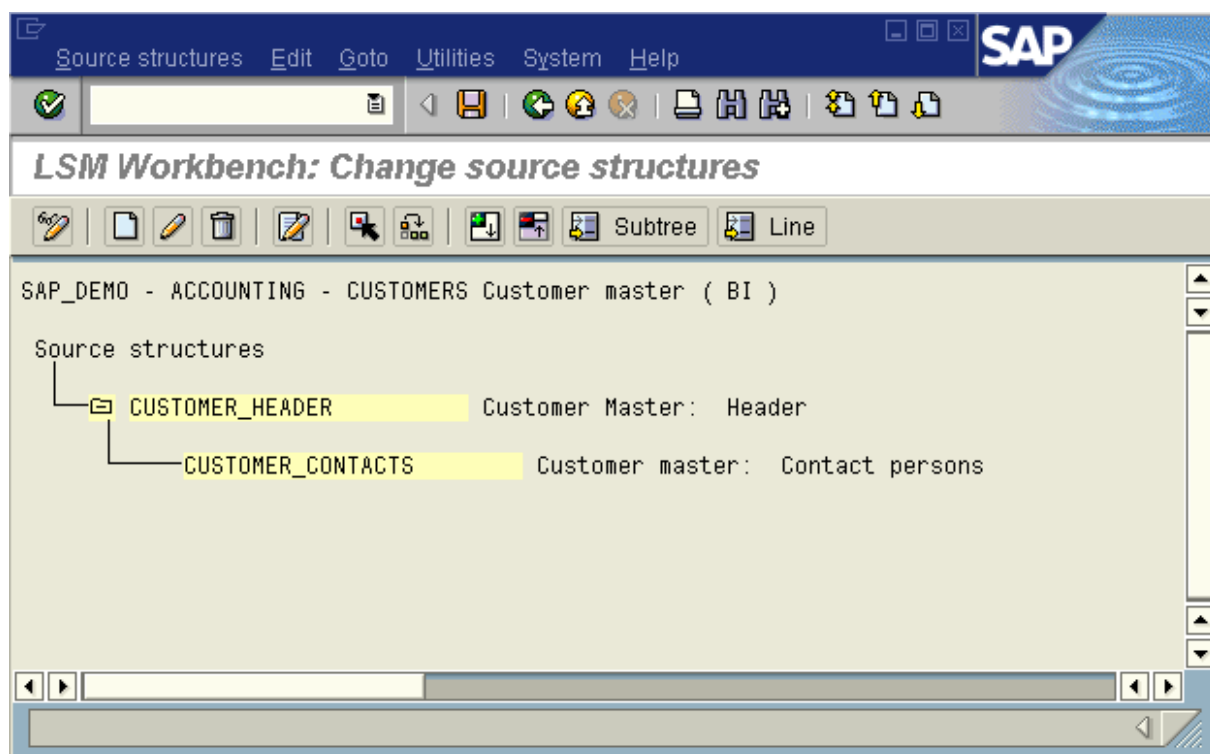 Source structures Edit Goto Utilities System Help
SAP
LSM Workbench: Change source structures
Subtree Line
SAP_DEMO - ACCOUNTING - CUSTOMERS Customer master ( BI )
Source structures
CUSTOMER_HEADER Customer Master: Header
CUSTOMER_CONTACTS Customer master: Contact persons